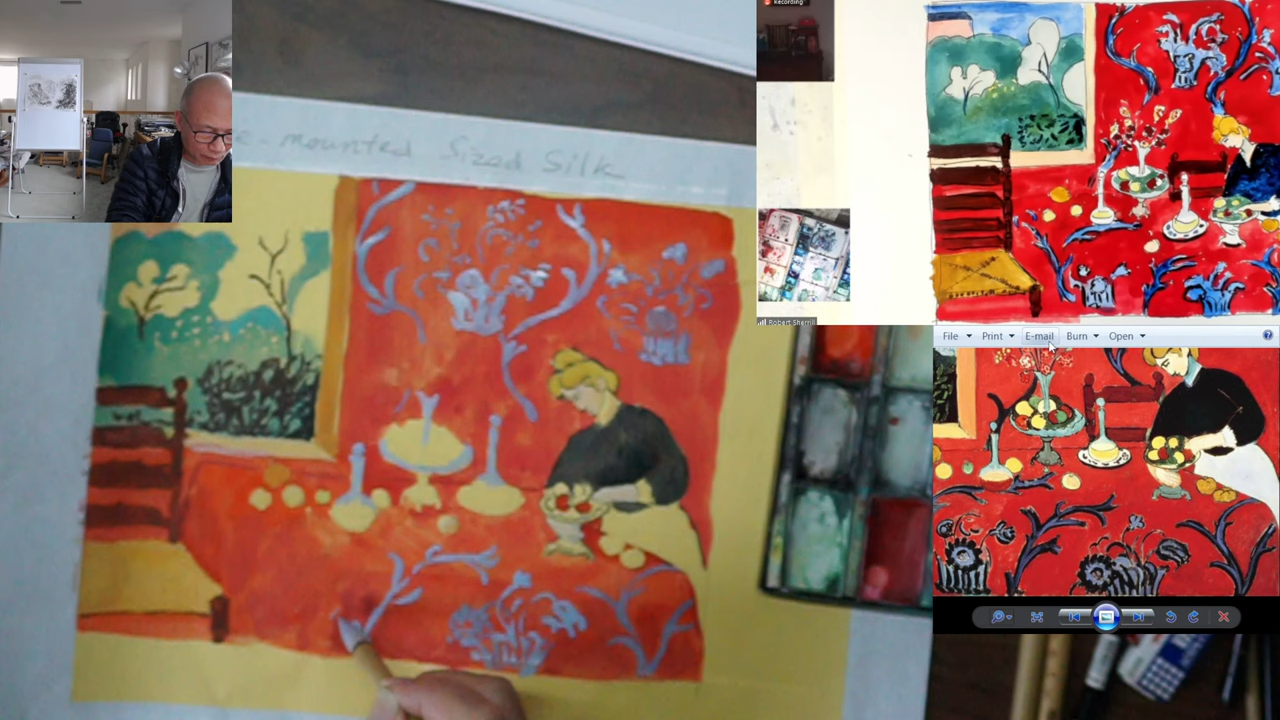 Recording
e-mounted Sized Silk
Robert Sherrill
File Print E-mail Burn Open